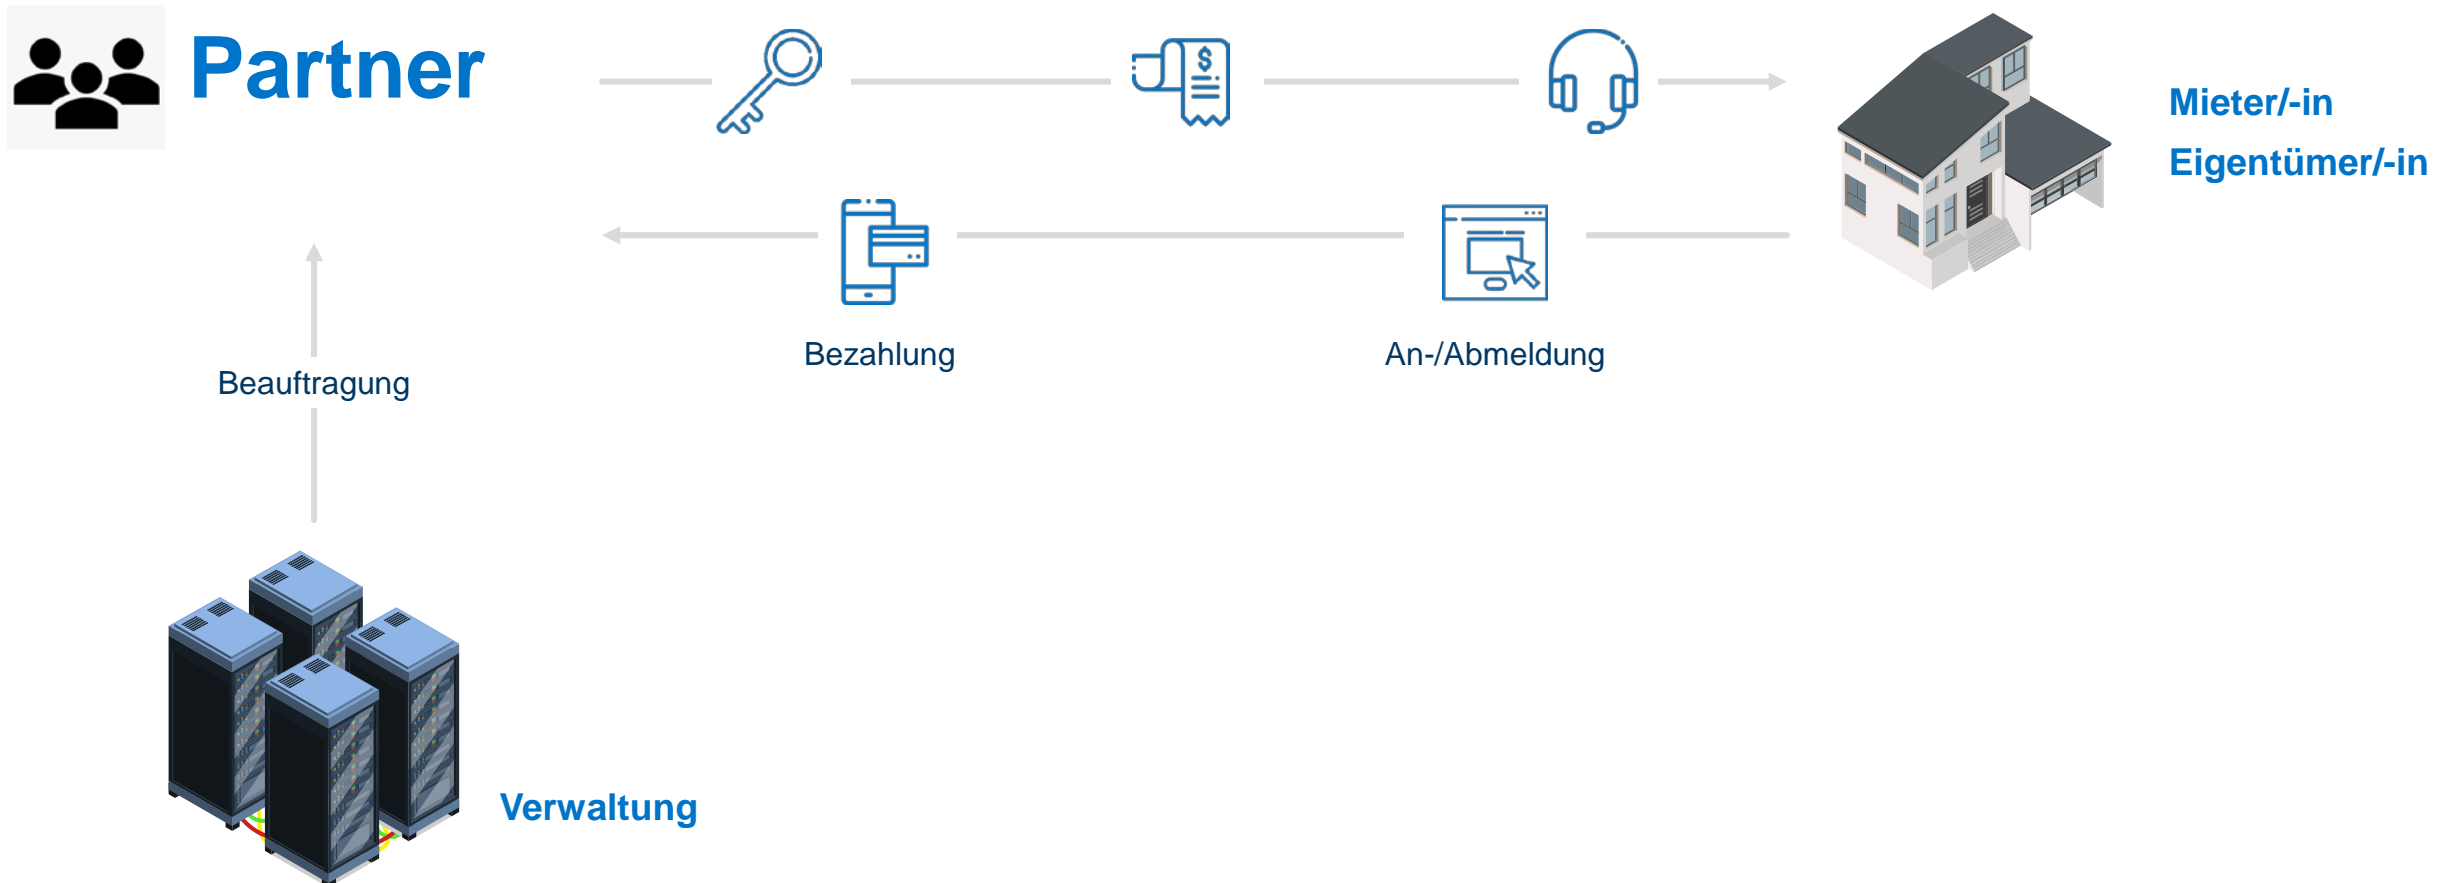 Partner
$
Mieter/-in
Eigentümer/-in
Bezahlung
An-/Abmeldung
Beauftragung
Verwaltung